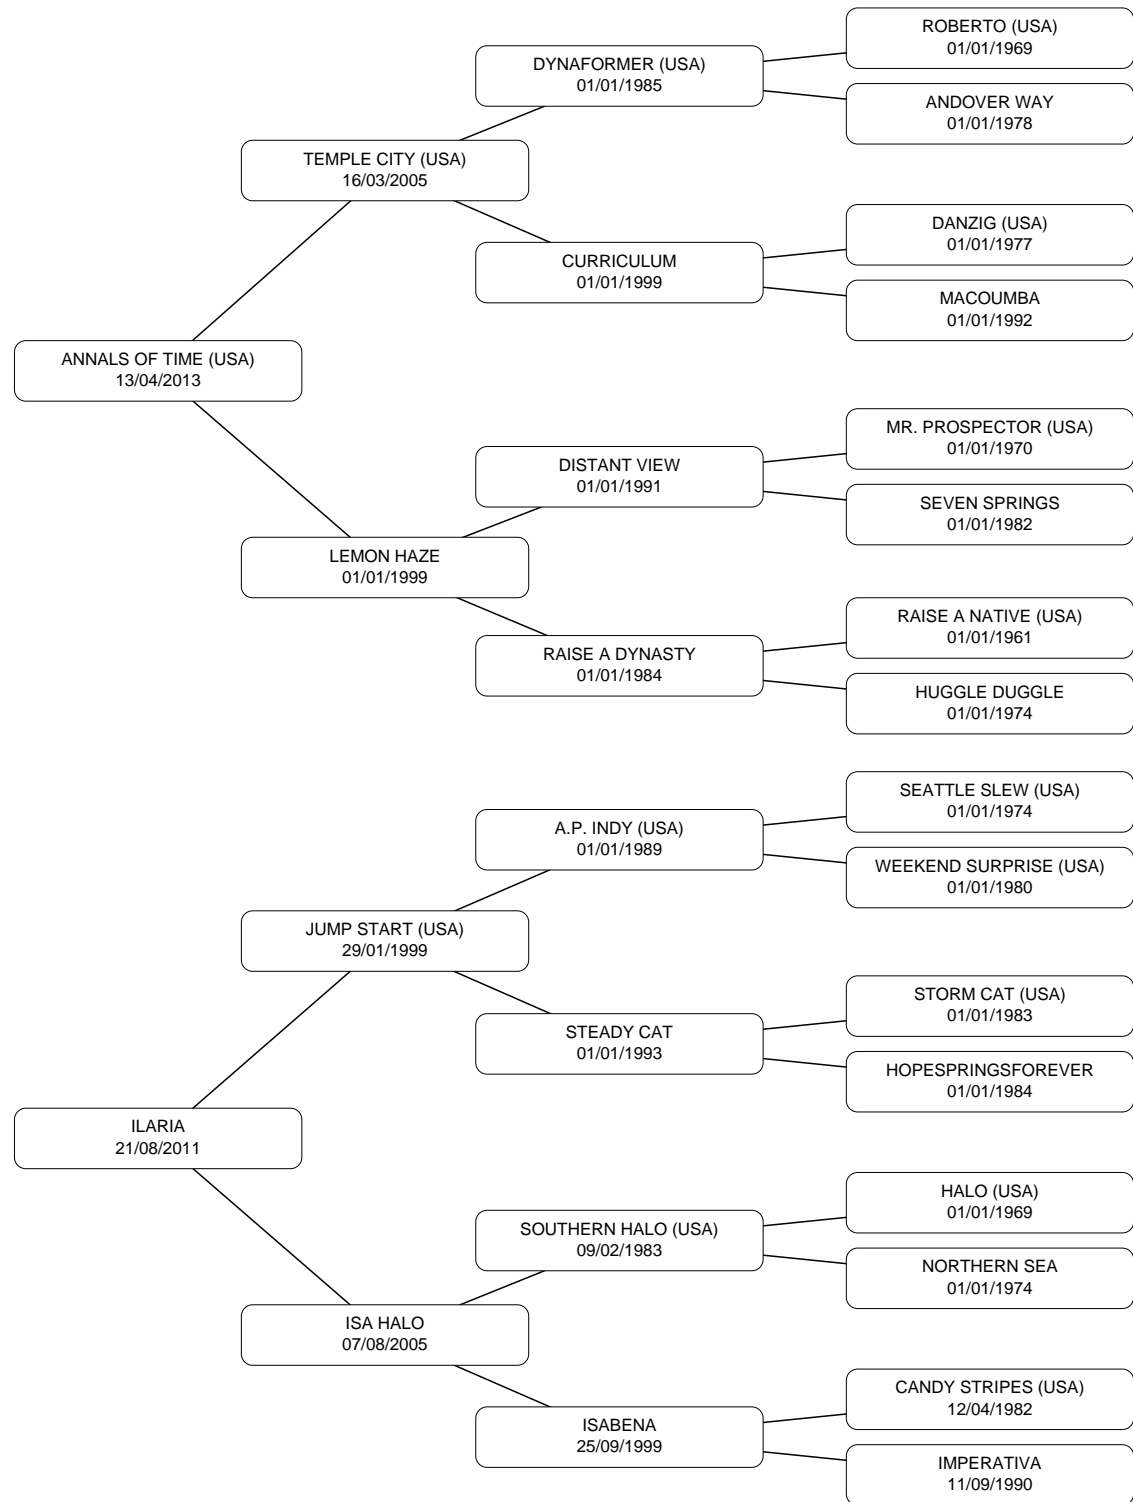 ROBERTO (USA)
01/01/1969
DYNAFORMER (USA)
01/01/1985
ANDOVER WAY
01/01/1978
TEMPLE CITY (USA)
16/03/2005
DANZIG (USA)
01/01/1977
CURRICULUM
01/01/1999
MACOUMBA
01/01/1992
ANNALS OF TIME (USA)
13/04/2013
MR. PROSPECTOR (USA)
01/01/1970
DISTANT VIEW
01/01/1991
SEVEN SPRINGS
01/01/1982
LEMON HAZE
01/01/1999
RAISE A NATIVE (USA)
01/01/1961
RAISE A DYNASTY
01/01/1984
HUGGLE DUGGLE
01/01/1974
SEATTLE SLEW (USA)
01/01/1974
A.P. INDY (USA)
01/01/1989
WEEKEND SURPRISE (USA)
01/01/1980
JUMP START (USA)
29/01/1999
STORM CAT (USA)
01/01/1983
STEADY CAT
01/01/1993
HOPESPRINGSFOREVER
01/01/1984
ILARIA
21/08/2011
HALO (USA)
01/01/1969
SOUTHERN HALO (USA)
09/02/1983
NORTHERN SEA
01/01/1974
ISA HALO
07/08/2005
CANDY STRIPES (USA)
12/04/1982
ISABENA
25/09/1999
IMPERATIVA
11/09/1990